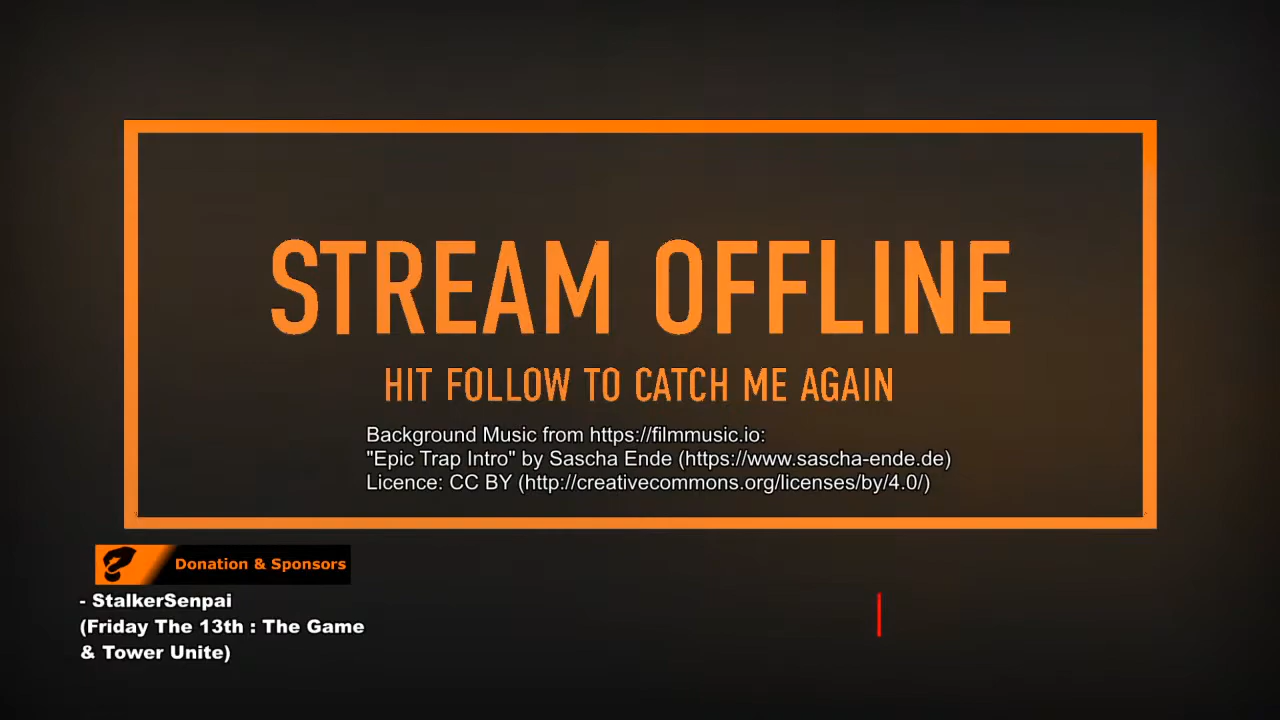 STREAM OFFLINE
HIT FOLLOW TO CATCH ME AGAIN
Background Music from https://filmmusic.io:
"Epic Trap Intro" by Sascha Ende (https://www.sascha-ende.de)
Licence: CC BY (http://creativecommons.org/licenses/by/4.0/)
Donation & Sponsors
- StalkerSenpai
(Friday The 13th : The Game
& Tower Unite)